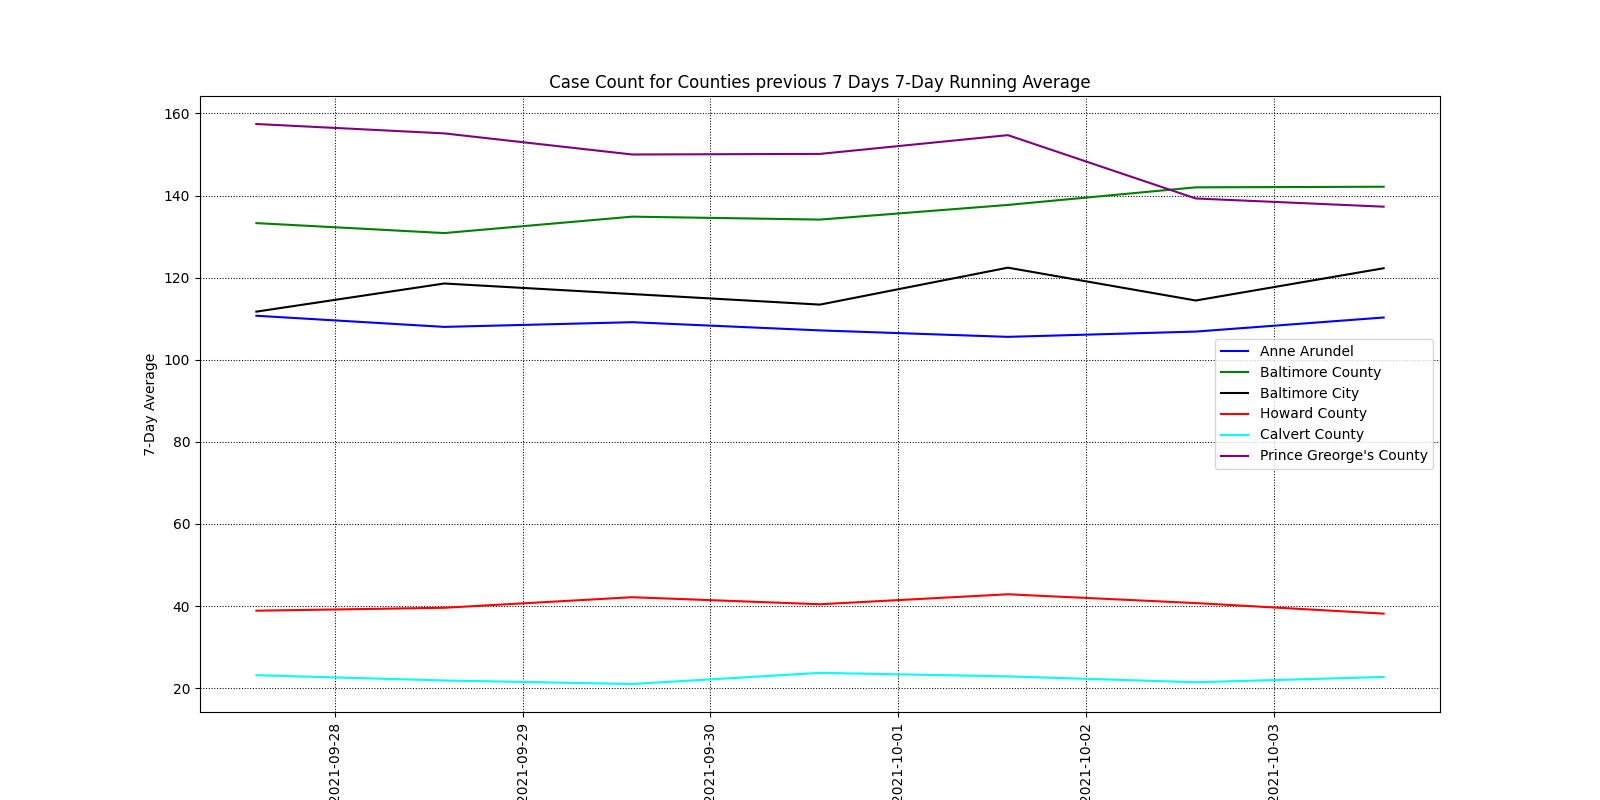 Case Count for Counties previous 7 Days 7-Day Running Average
7-Day Average
160
140
120
100
80
60
40
20
Anne Arundel
Baltimore County
Baltimore City
Howard County
Calvert County
Prince Greorge's County
2021-09-28
2021-09-29
2021-09-30
2021-10-01
2021-10-02
2021-10-03